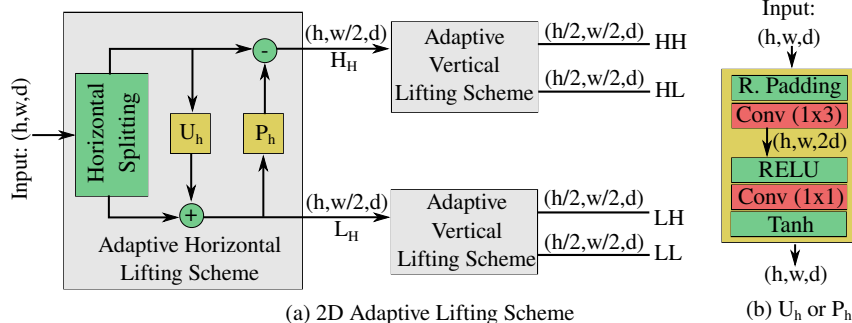 Input: (h,w,d)
Horizontal
Splitting
U_h
P_h
-
+
Adaptive Horizontal
Lifting Scheme
(h,w/2,d)
H_H
Adaptive
Vertical
Lifting Scheme
(h/2,w/2,d)
HH
(h/2,w/2,d)
HL
(h,w/2,d)
L_H
Adaptive
Vertical
Lifting Scheme
(h/2,w/2,d)
LH
(h/2,w/2,d)
LL
(a) 2D Adaptive Lifting Scheme
Input:
(h,w,d)
R. Padding
Conv (1x3)
(h,w,2d)
RELU
Conv (1x1)
Tanh
(h,w,d)
(b) U_h or P_h